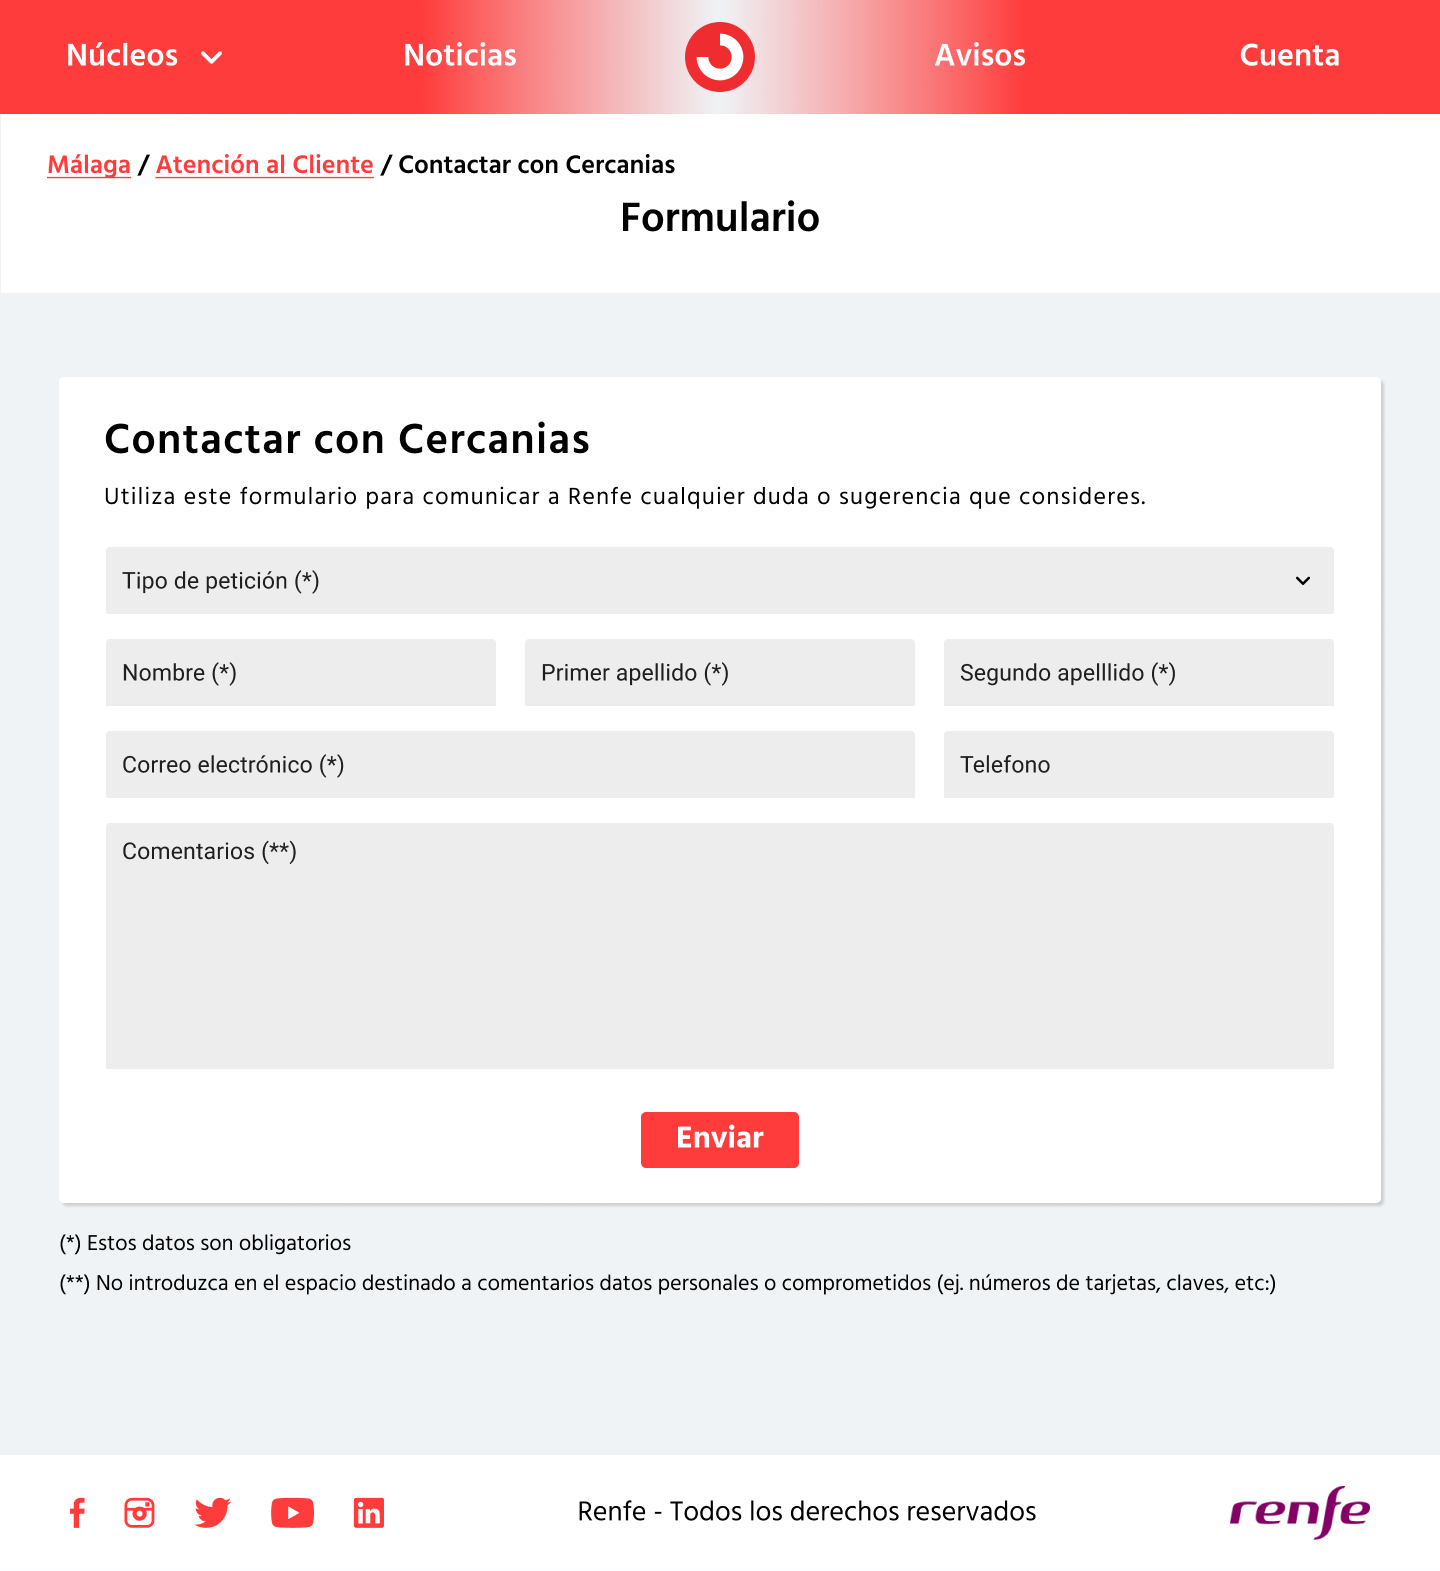 Núcleos Noticias Avisos Cuenta
Málaga / Atención al Cliente / Contactar con Cercanias
Formulario
Contactar con Cercanias
Utiliza este formulario para comunicar a Renfe cualquier duda o sugerencia que consideres.
Tipo de petición (*)
Nombre (*) Primer apellido (*) Segundo apelllido (*)
Correo electrónico (*) Telefono
Comentarios (**)
Enviar
(*) Estos datos son obligatorios
(**) No introduzca en el espacio destinado a comentarios datos personales o comprometidos (ej. números de tarjetas, claves, etc:)
f in Renfe - Todos los derechos reservados renfe